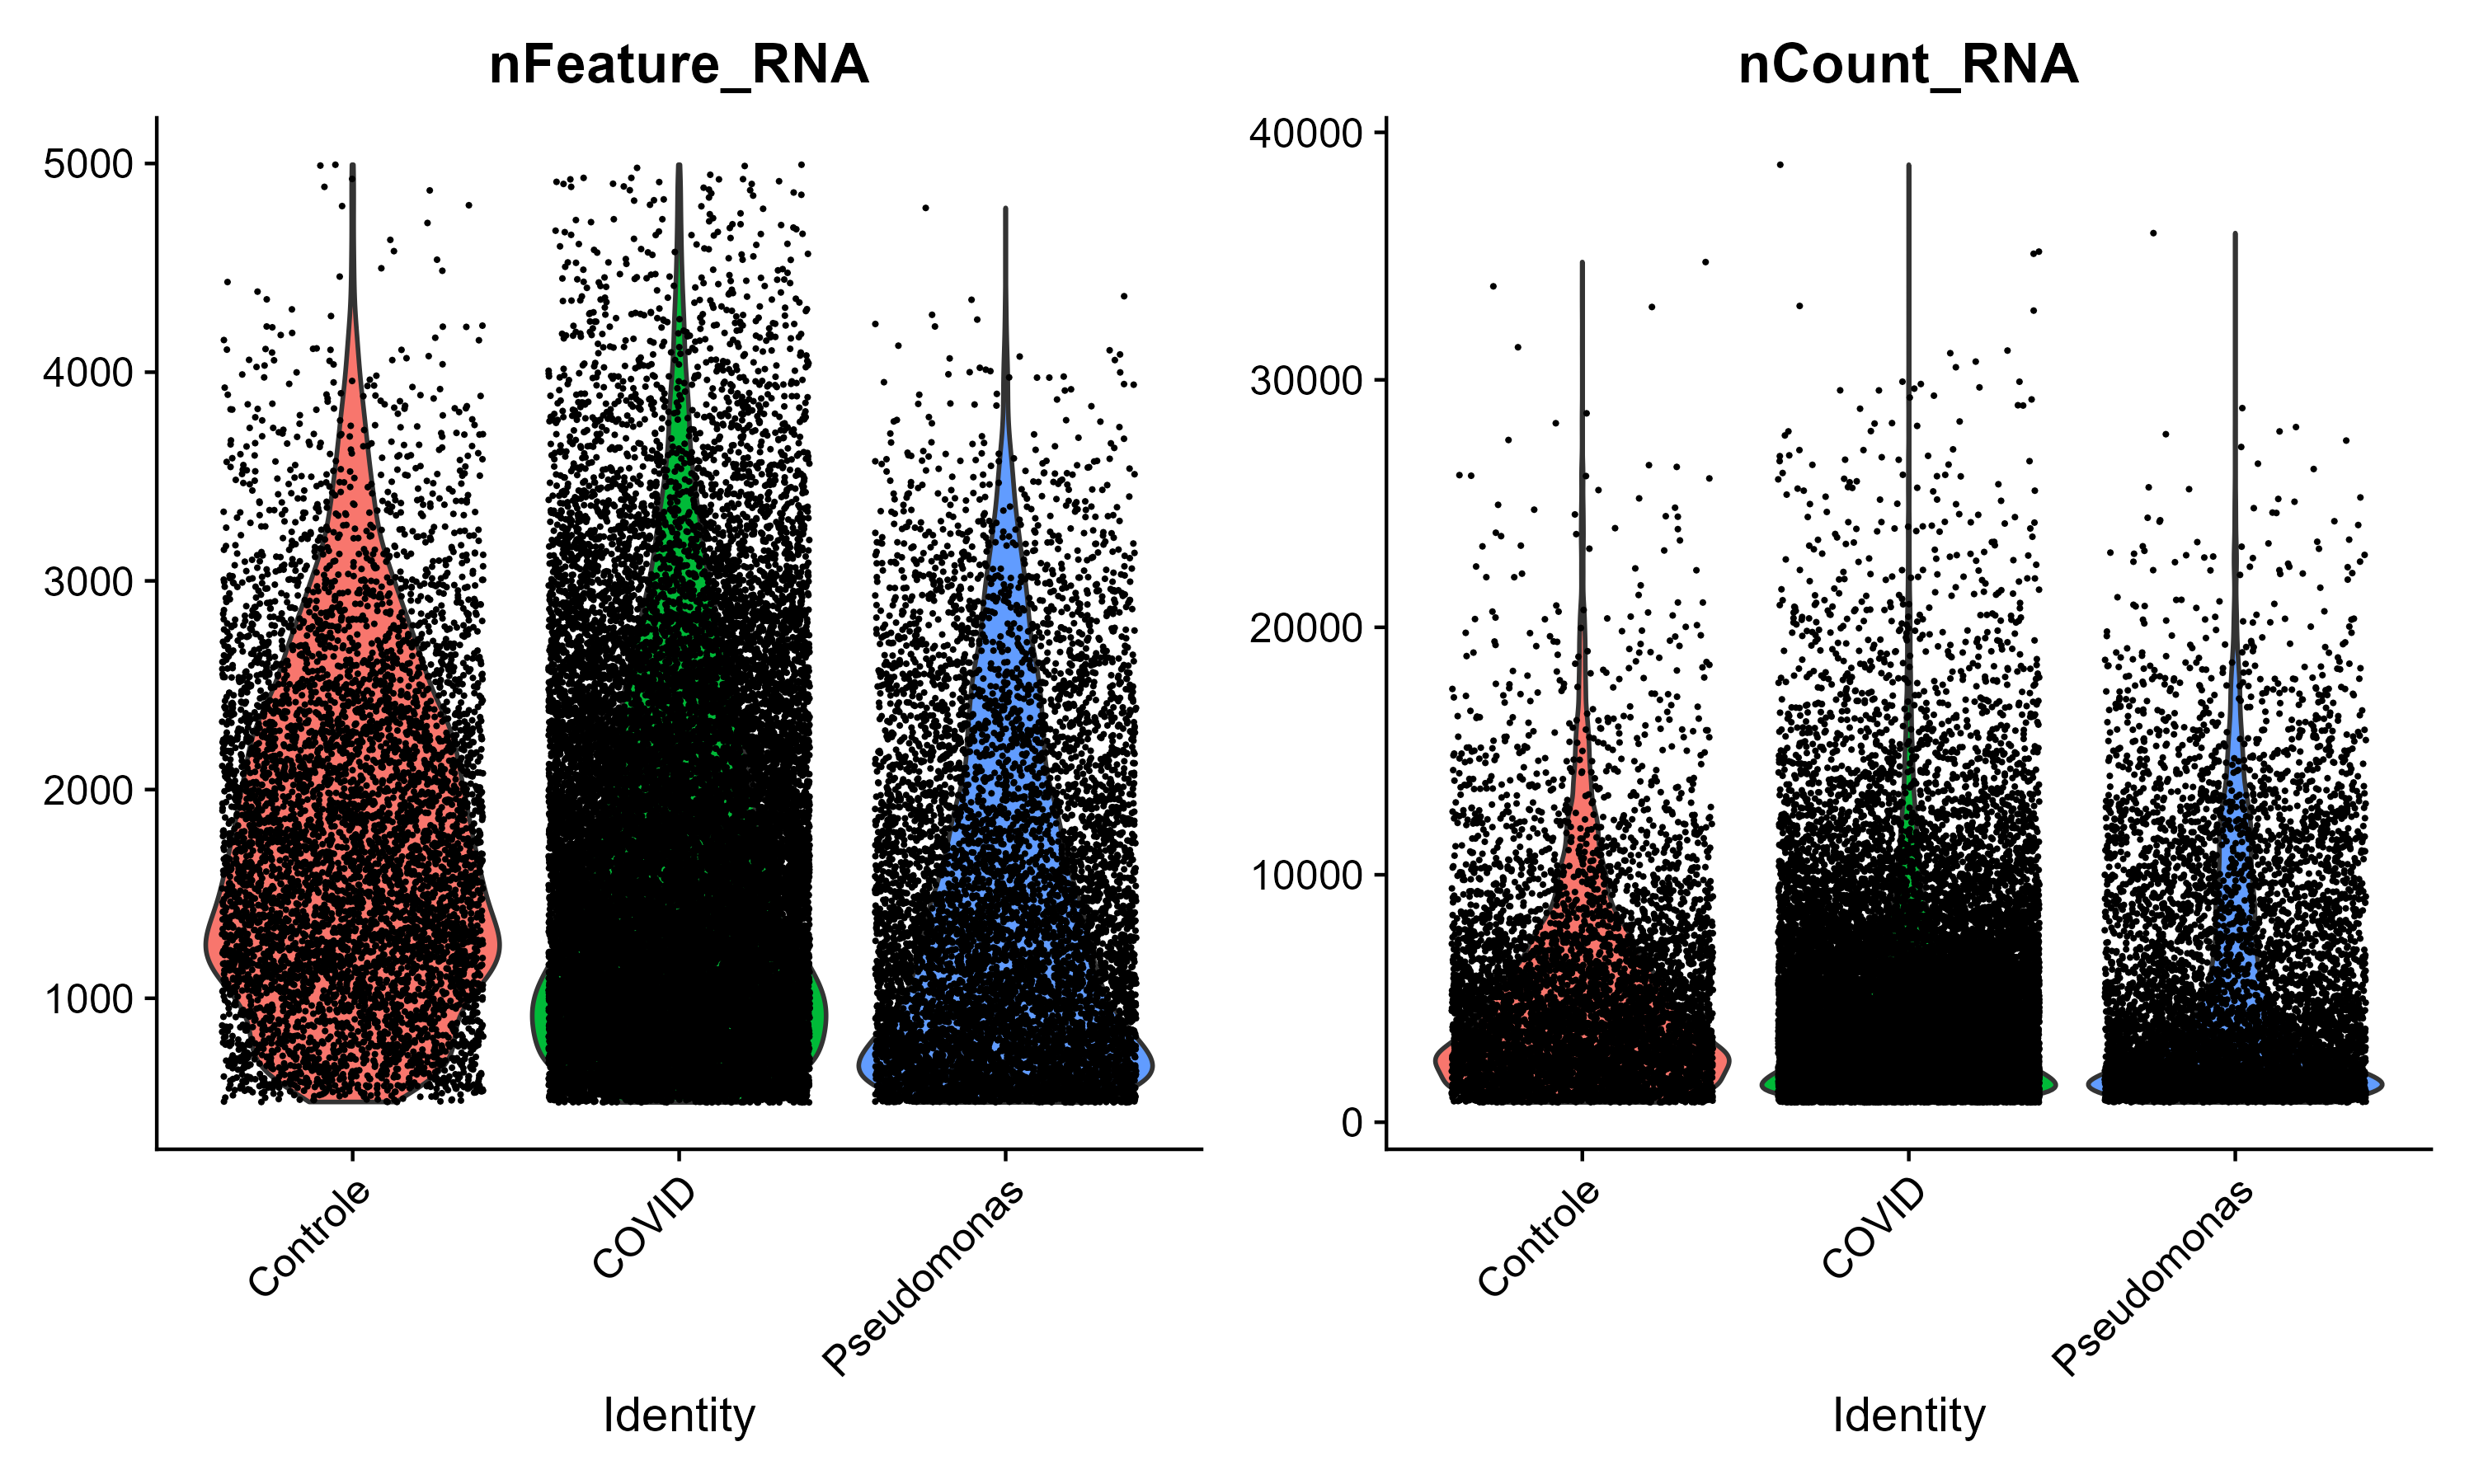 nFeature_RNA
5000
4000
3000
2000
1000
Controle
COVID
Pseudomonas
Identity
nCount_RNA
40000
30000
20000
10000
0
Controle
COVID
Pseudomonas
Identity